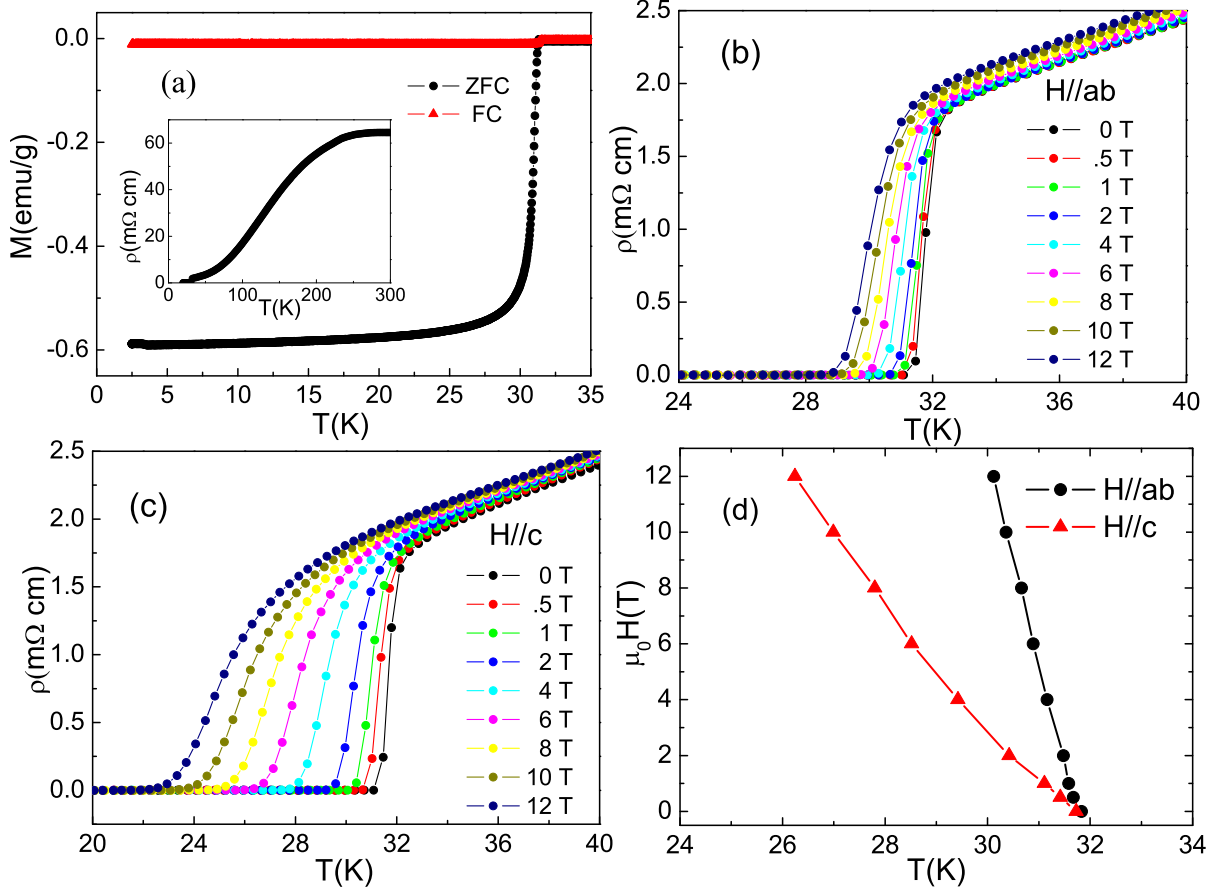 (a)
M(emu/g)
0.0
-0.2
-0.4
-0.6
ZFC
FC
ρ(mΩ cm)
60
40
20
0
100 200 300
T(K)
0 5 10 15 20 25 30 35
T(K)
(b)
H//ab
ρ(mΩ cm)
2.5
2.0
1.5
1.0
0.5
0.0
0 T
.5 T
1 T
2 T
4 T
6 T
8 T
10 T
12 T
24 28 32 36 40
T(K)
(c)
H//c
ρ(mΩ cm)
2.5
2.0
1.5
1.0
0.5
0.0
0 T
.5 T
1 T
2 T
4 T
6 T
8 T
10 T
12 T
20 24 28 32 36 40
T(K)
(d)
H//ab
H//c
μ₀H(T)
12
10
8
6
4
2
0
24 26 28 30 32 34
T(K)